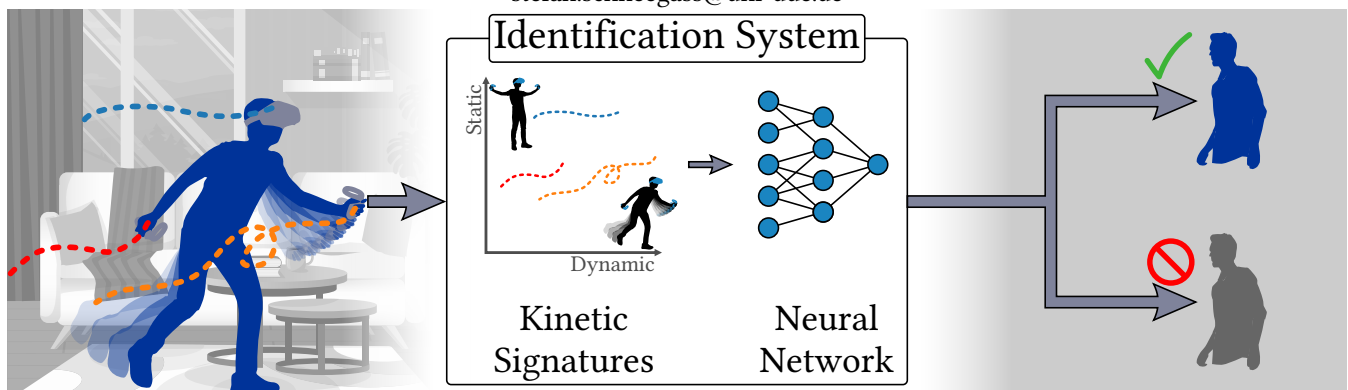 Identification System
Static
Dynamic
Kinetic
Signatures
Neural
Network